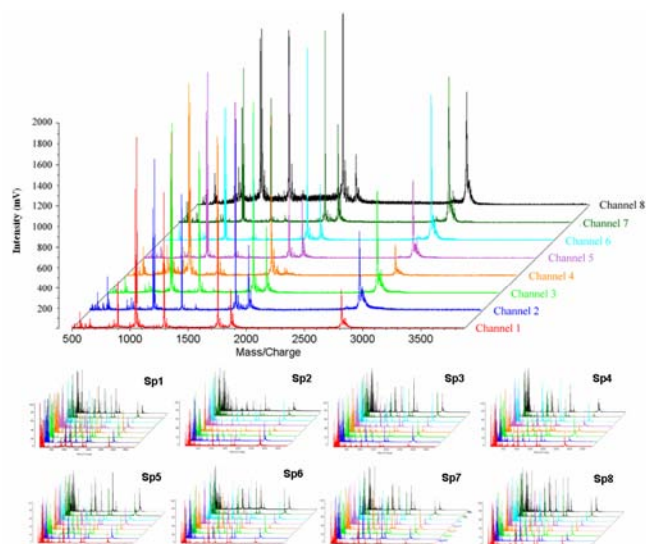 2000
1800
1600
1400
1200
1000
800
600
400
200
Intensity (mV)
Channel 8
Channel 7
Channel 6
Channel 5
Channel 4
Channel 3
Channel 2
Channel 1
500 1000 1500 2000 2500 3000 3500
Mass/Charge
Sp1 Sp2 Sp3 Sp4
Sp5 Sp6 Sp7 Sp8